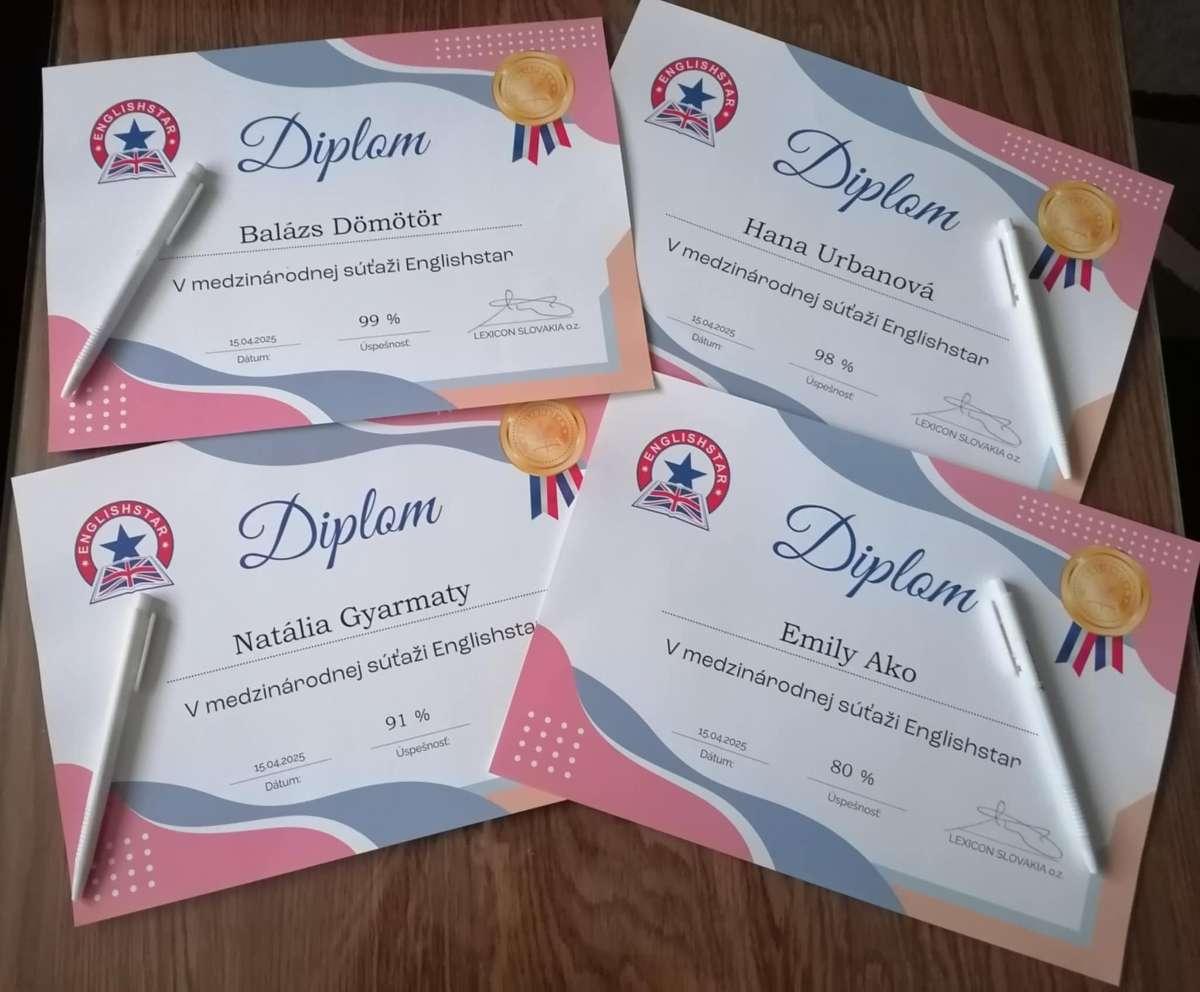 ENGLISHSTAR
Diplom
Balázs Dömötör
V medzinárodnej súťaži Englishstar
15.04.2025
Dátum:
99 %
Úspešnosť:
LEXICON SLOVAKIA o.z.
ENGLISHSTAR
Diplom
Hana Urbanová
V medzinárodnej súťaži Englishstar
15.04.2025
Dátum:
98 %
Úspešnosť:
LEXICON SLOVAKIA o.z.
ENGLISHSTAR
Diplom
Natália Gyarmaty
V medzinárodnej súťaži Englishsta
15.04.2025
Dátum:
91 %
Úspešnosť:
ENGLISHSTAR
Diplom
Emily Ako
V medzinárodnej súťaži Englishstar
15.04.2025
Dátum:
80 %
Úspešnosť:
LEXICON SLOVAKIA o.z.